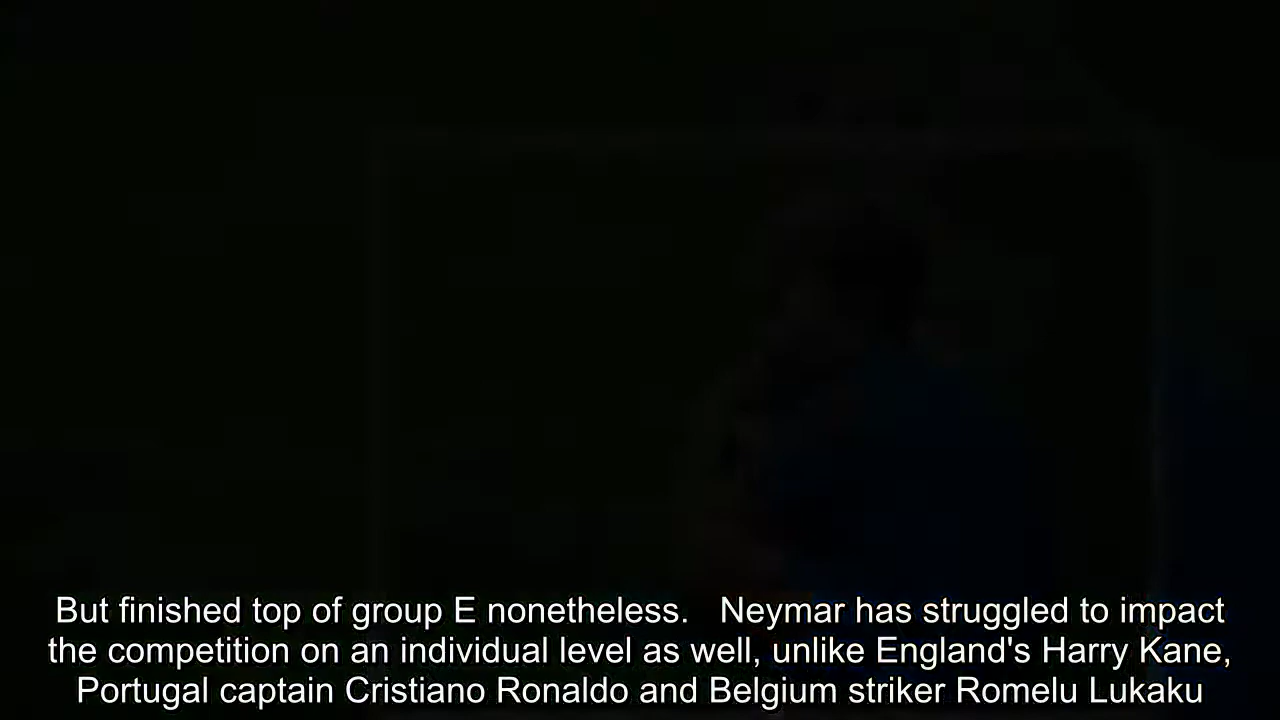 But finished top of group E nonetheless.   Neymar has struggled to impact
the competition on an individual level as well, unlike England's Harry Kane,
Portugal captain Cristiano Ronaldo and Belgium striker Romelu Lukaku